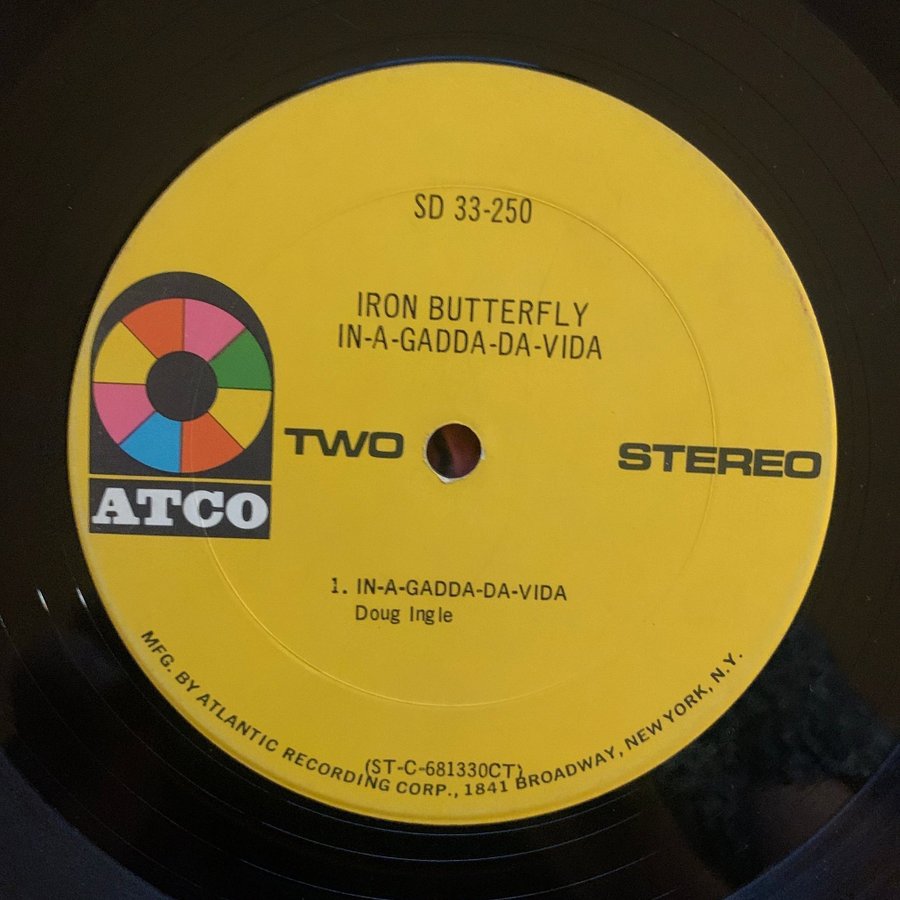 SD 33-250
IRON BUTTERFLY
IN-A-GADDA-DA-VIDA
TWO
STEREO
ATCO
1. IN-A-GADDA-DA-VIDA
Doug Ingle
(ST-C-681330CT)
MFG. BY ATLANTIC RECORDING CORP., 1841 BROADWAY, NEW YORK, N.Y.